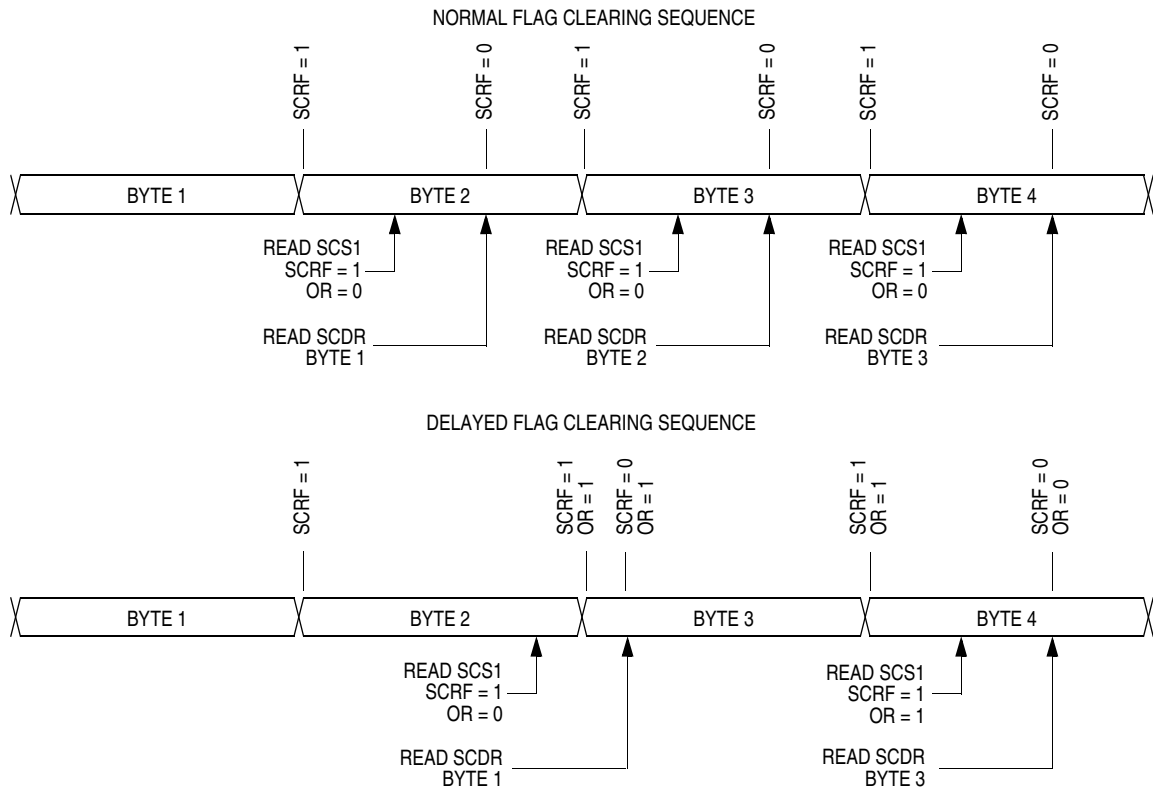 NORMAL FLAG CLEARING SEQUENCE
SCRF = 1
SCRF = 0
SCRF = 1
SCRF = 0
SCRF = 1
SCRF = 0
BYTE 1
BYTE 2
BYTE 3
BYTE 4
READ SCS1
SCRF = 1
OR = 0
READ SCS1
SCRF = 1
OR = 0
READ SCS1
SCRF = 1
OR = 0
READ SCDR
BYTE 1
READ SCDR
BYTE 2
READ SCDR
BYTE 3
DELAYED FLAG CLEARING SEQUENCE
SCRF = 1
SCRF = 1
OR = 1
SCRF = 0
OR = 1
SCRF = 1
OR = 1
SCRF = 0
OR = 0
BYTE 1
BYTE 2
BYTE 3
BYTE 4
READ SCS1
SCRF = 1
OR = 0
READ SCS1
SCRF = 1
OR = 1
READ SCDR
BYTE 1
READ SCDR
BYTE 3